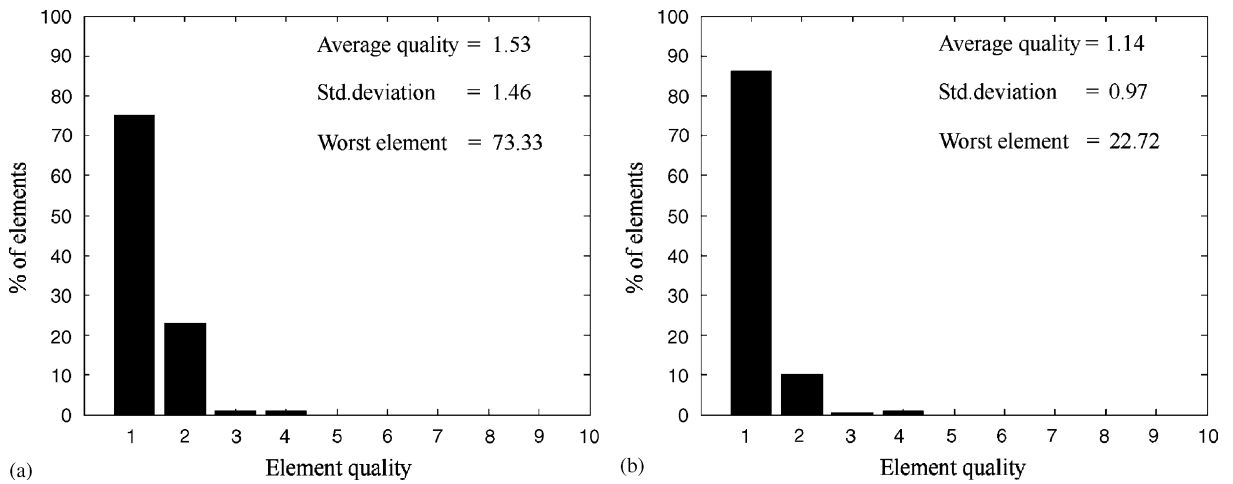 100
90
80
70
60
50
40
30
20
10
0
% of elements
Average quality = 1.53
Std.deviation = 1.46
Worst element = 73.33
1 2 3 4 5 6 7 8 9 10
Element quality
(a)
100
90
80
70
60
50
40
30
20
10
0
% of elements
Average quality = 1.14
Std.deviation = 0.97
Worst element = 22.72
1 2 3 4 5 6 7 8 9 10
Element quality
(b)